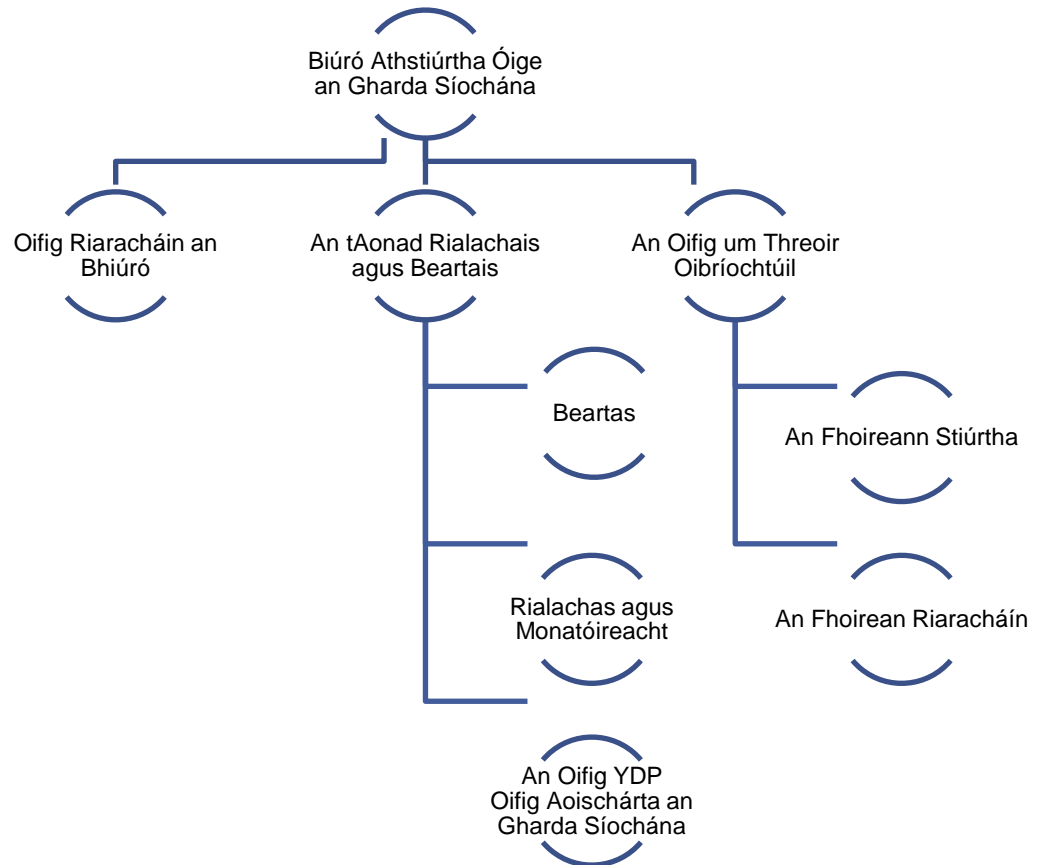 Biúró Athstiúrtha Óige
an Gharda Síochána
Oifig Riaracháin an
Bhiúró
An tAonad Rialachais
agus Beartais
An Oifig um Threoir
Oibríochtúil
Beartas
An Fhoireann Stiúrtha
Rialachas agus
Monatóireacht
An Fhoirean Riaracháín
An Oifig YDP
Oifig Aoischárta an
Gharda Síochána